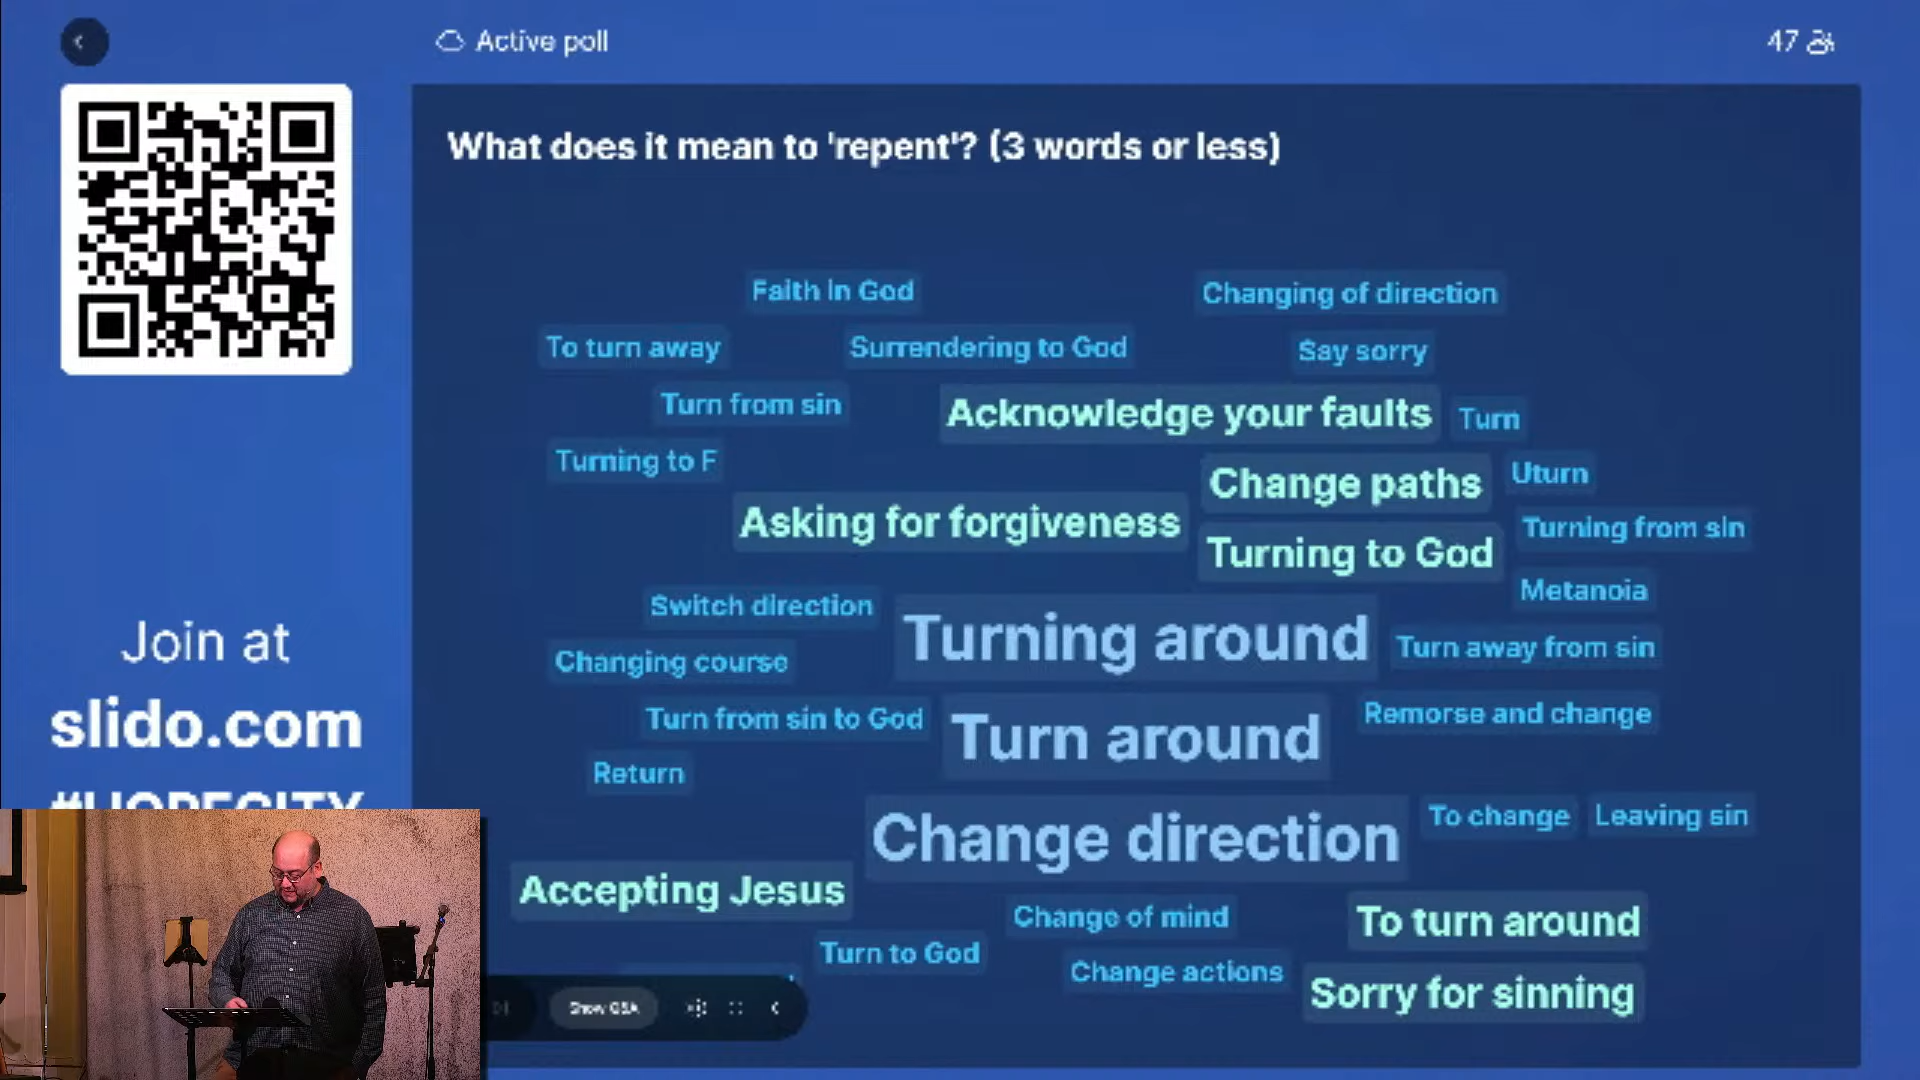 Active poll
47
What does it mean to 'repent'? (3 words or less)
Faith in God
Changing of direction
To turn away
Surrendering to God
Say sorry
Turn from sin
Acknowledge your faults
Turn
Turning to F
Change paths
Uturn
Asking for forgiveness
Turning to God
Turning from sin
Metanoia
Switch direction
Turning around
Turn away from sin
Changing course
Turn from sin to God
Turn around
Remorse and change
Return
Change direction
To change
Leaving sin
Accepting Jesus
Change of mind
To turn around
Turn to God
Change actions
Sorry for sinning
Join at
slido.com
#HOPECITY
Show Q&A